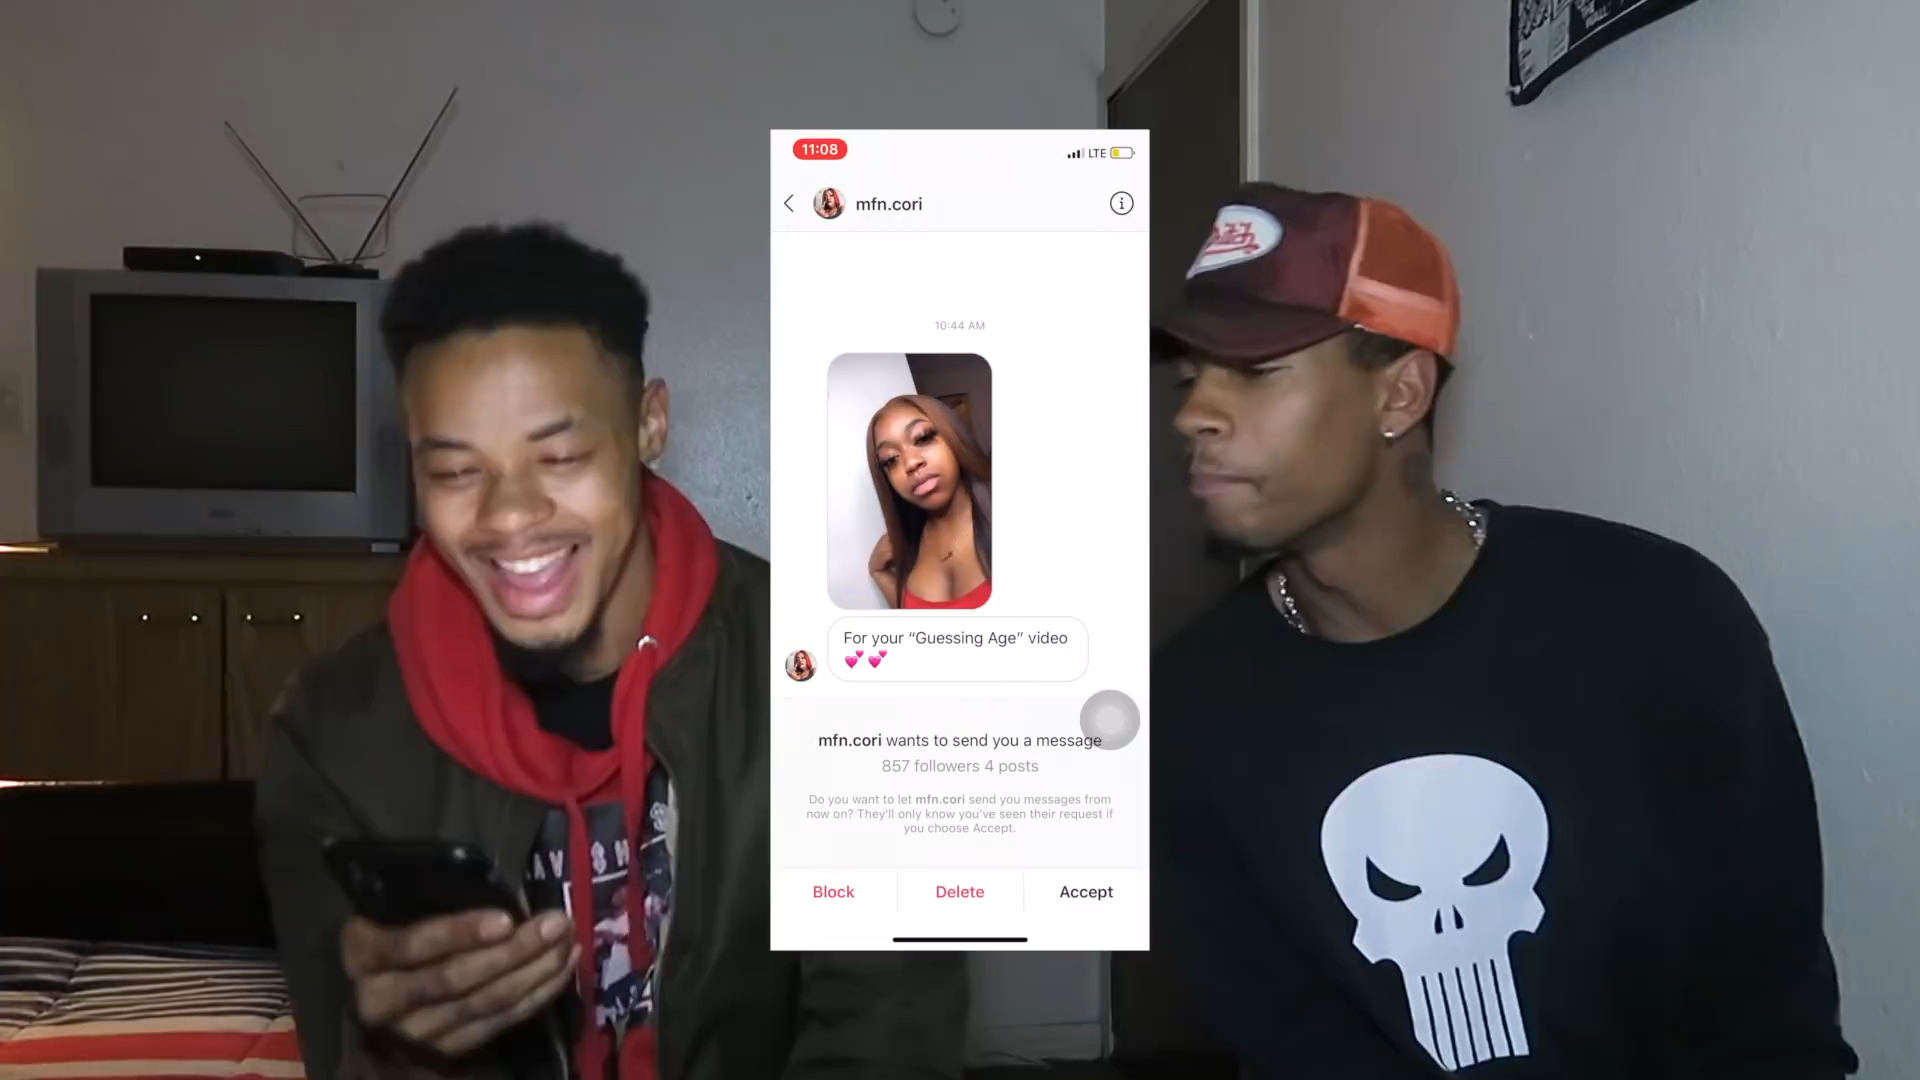 THE
WALL
11:08
LTE
mfn.cori
10:44 AM
For your “Guessing Age” video
💕 💕
mfn.cori wants to send you a message
857 followers 4 posts
Do you want to let mfn.cori send you messages from
now on? They'll only know you've seen their request if
you choose Accept.
Block
Delete
Accept